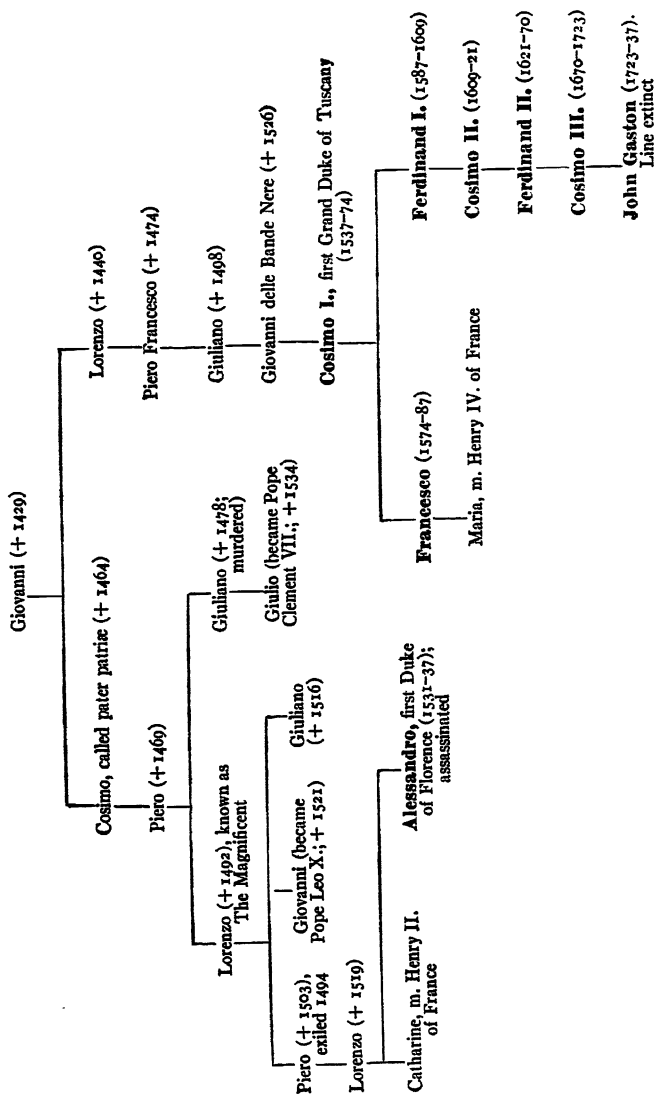 Giovanni (+ 1429)
Cosimo, called pater patriæ (+ 1464)
Lorenzo (+ 1440)
Piero (+ 1469)
Piero Francesco (+ 1474)
Lorenzo (+ 1492), known as
The Magnificent
Giuliano (+ 1478;
murdered)
Giuliano (+ 1498)
Giulio (became Pope
Clement VII.; + 1534)
Giovanni delle Bande Nere (+ 1526)
Piero (+ 1503),
exiled 1494
Giovanni (became
Pope Leo X.; + 1521)
Giuliano
(+ 1516)
Cosimo I., first Grand Duke of Tuscany
(1537-74)
Lorenzo (+ 1519)
Catharine, m. Henry II.
of France
Alessandro, first Duke
of Florence (1531-37);
assassinated
Francesco (1574-87)
Maria, m. Henry IV. of France
Ferdinand I. (1587-1609)
Cosimo II. (1609-21)
Ferdinand II. (1621-70)
Cosimo III. (1670-1723)
John Gaston (1723-37).
Line extinct